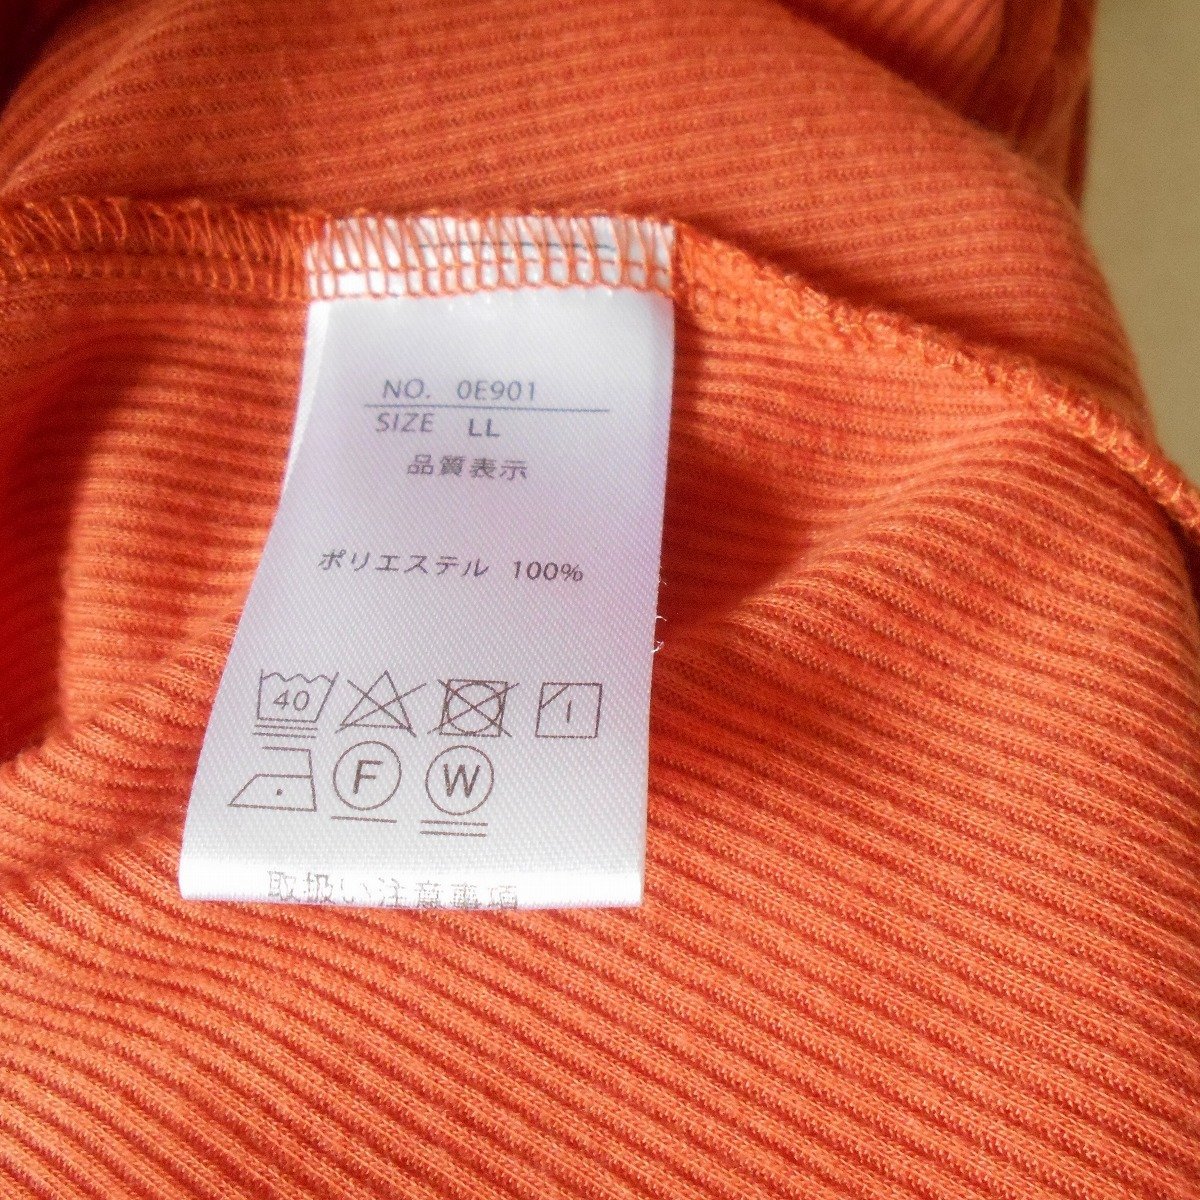 NO. 0E901
SIZE LL
品質表示
ポリエステル 100%
40
F W
取扱い注意事項